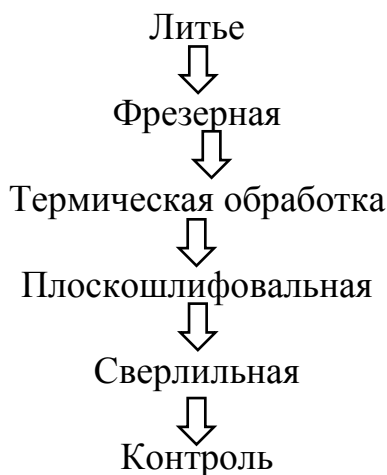 Литье
Фрезерная
Термическая обработка
Плоскошлифовальная
Сверлильная
Контроль